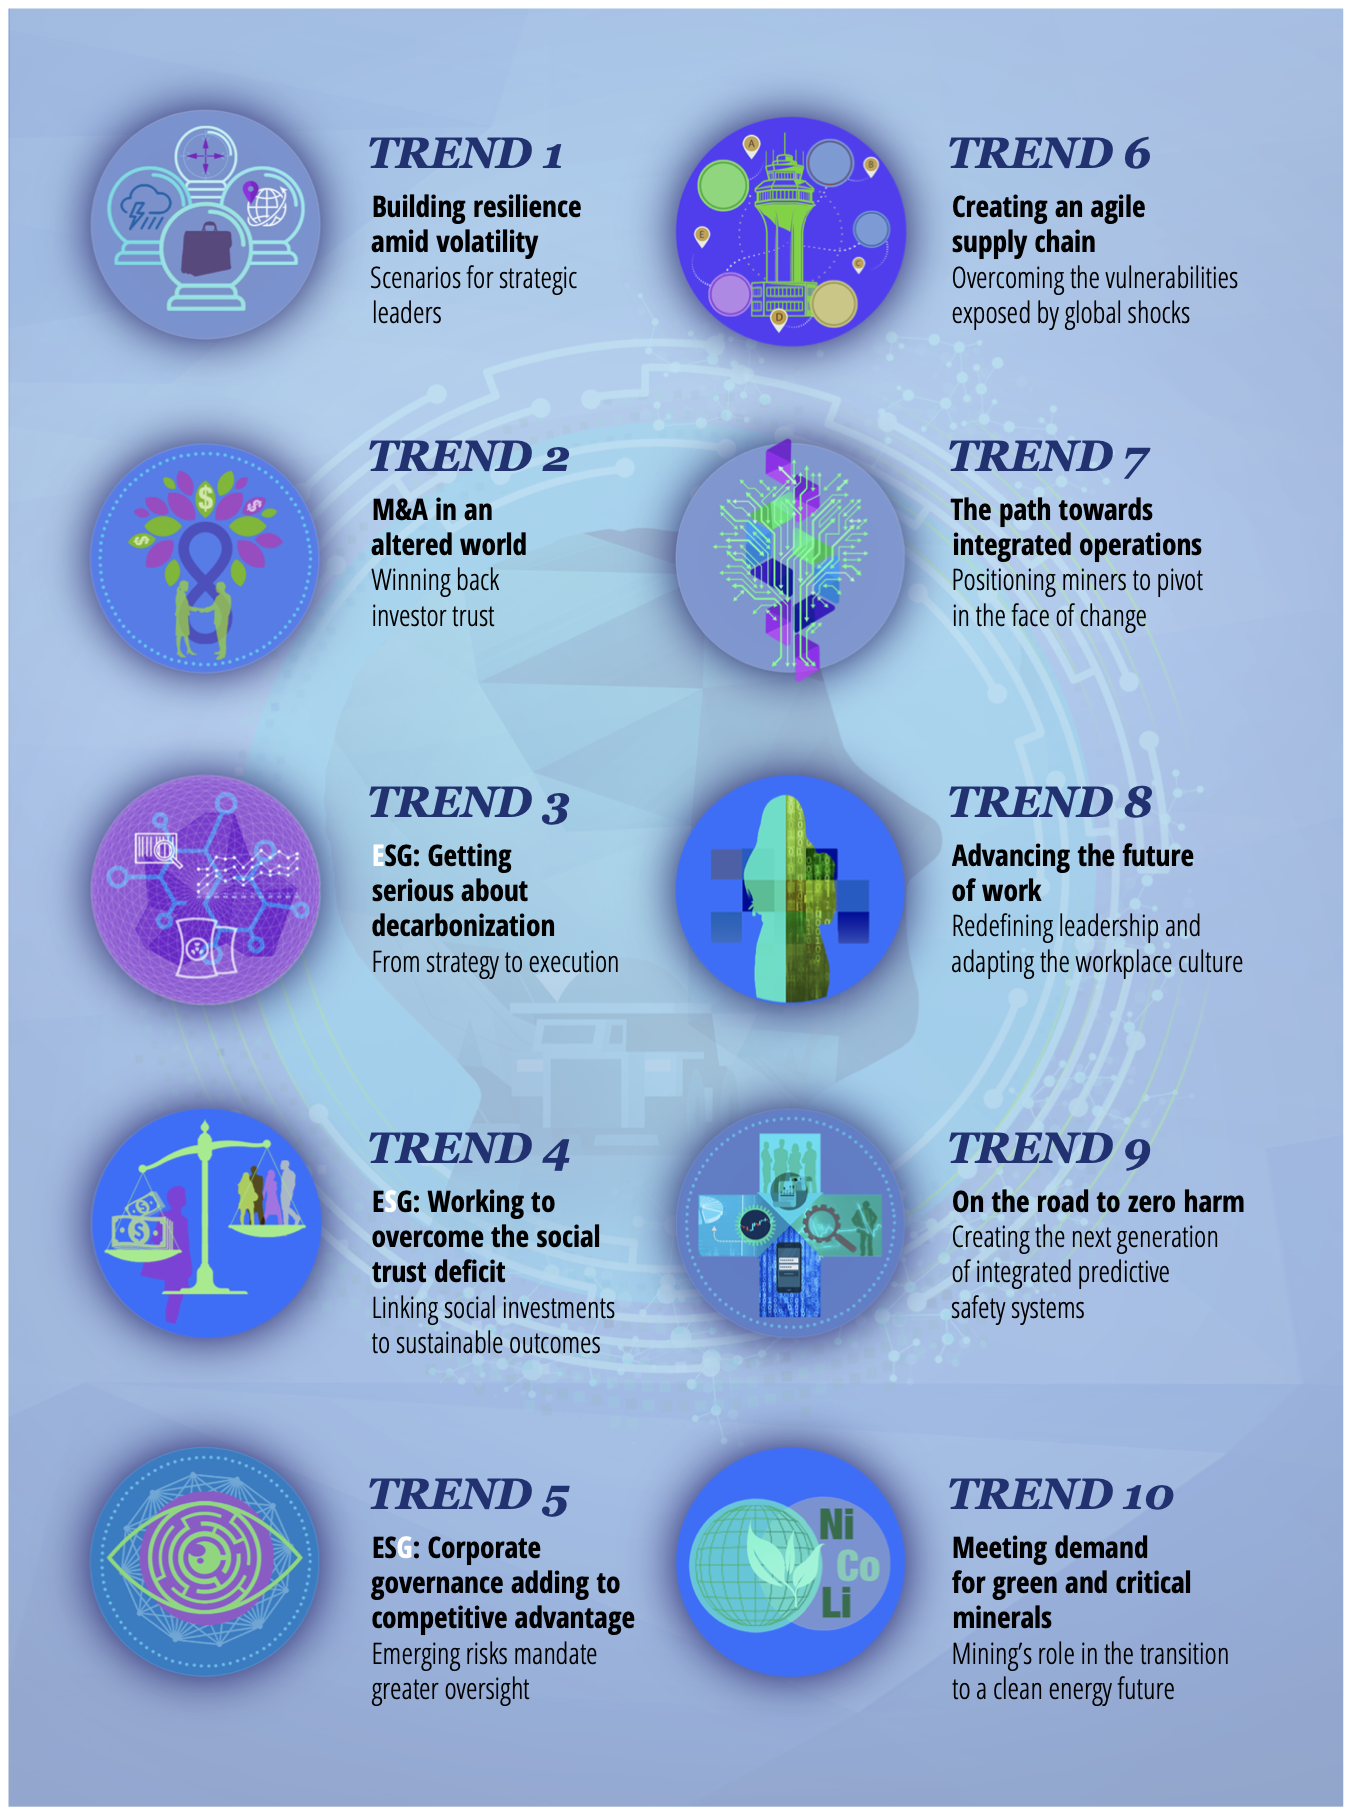 TREND 1
Building resilience
amid volatility
Scenarios for strategic
leaders
TREND 2
M&A in an
altered world
Winning back
investor trust
TREND 3
ESG: Getting
serious about
decarbonization
From strategy to execution
TREND 4
ESG: Working to
overcome the social
trust deficit
Linking social investments
to sustainable outcomes
TREND 5
ESG: Corporate
governance adding to
competitive advantage
Emerging risks mandate
greater oversight
A
B
E
C
D
TREND 6
Creating an agile
supply chain
Overcoming the vulnerabilities
exposed by global shocks
TREND 7
The path towards
integrated operations
Positioning miners to pivot
in the face of change
TREND 8
Advancing the future
of work
Redefining leadership and
adapting the workplace culture
TREND 9
On the road to zero harm
Creating the next generation
of integrated predictive
safety systems
Ni
Co
Li
TREND 10
Meeting demand
for green and critical
minerals
Mining’s role in the transition
to a clean energy future